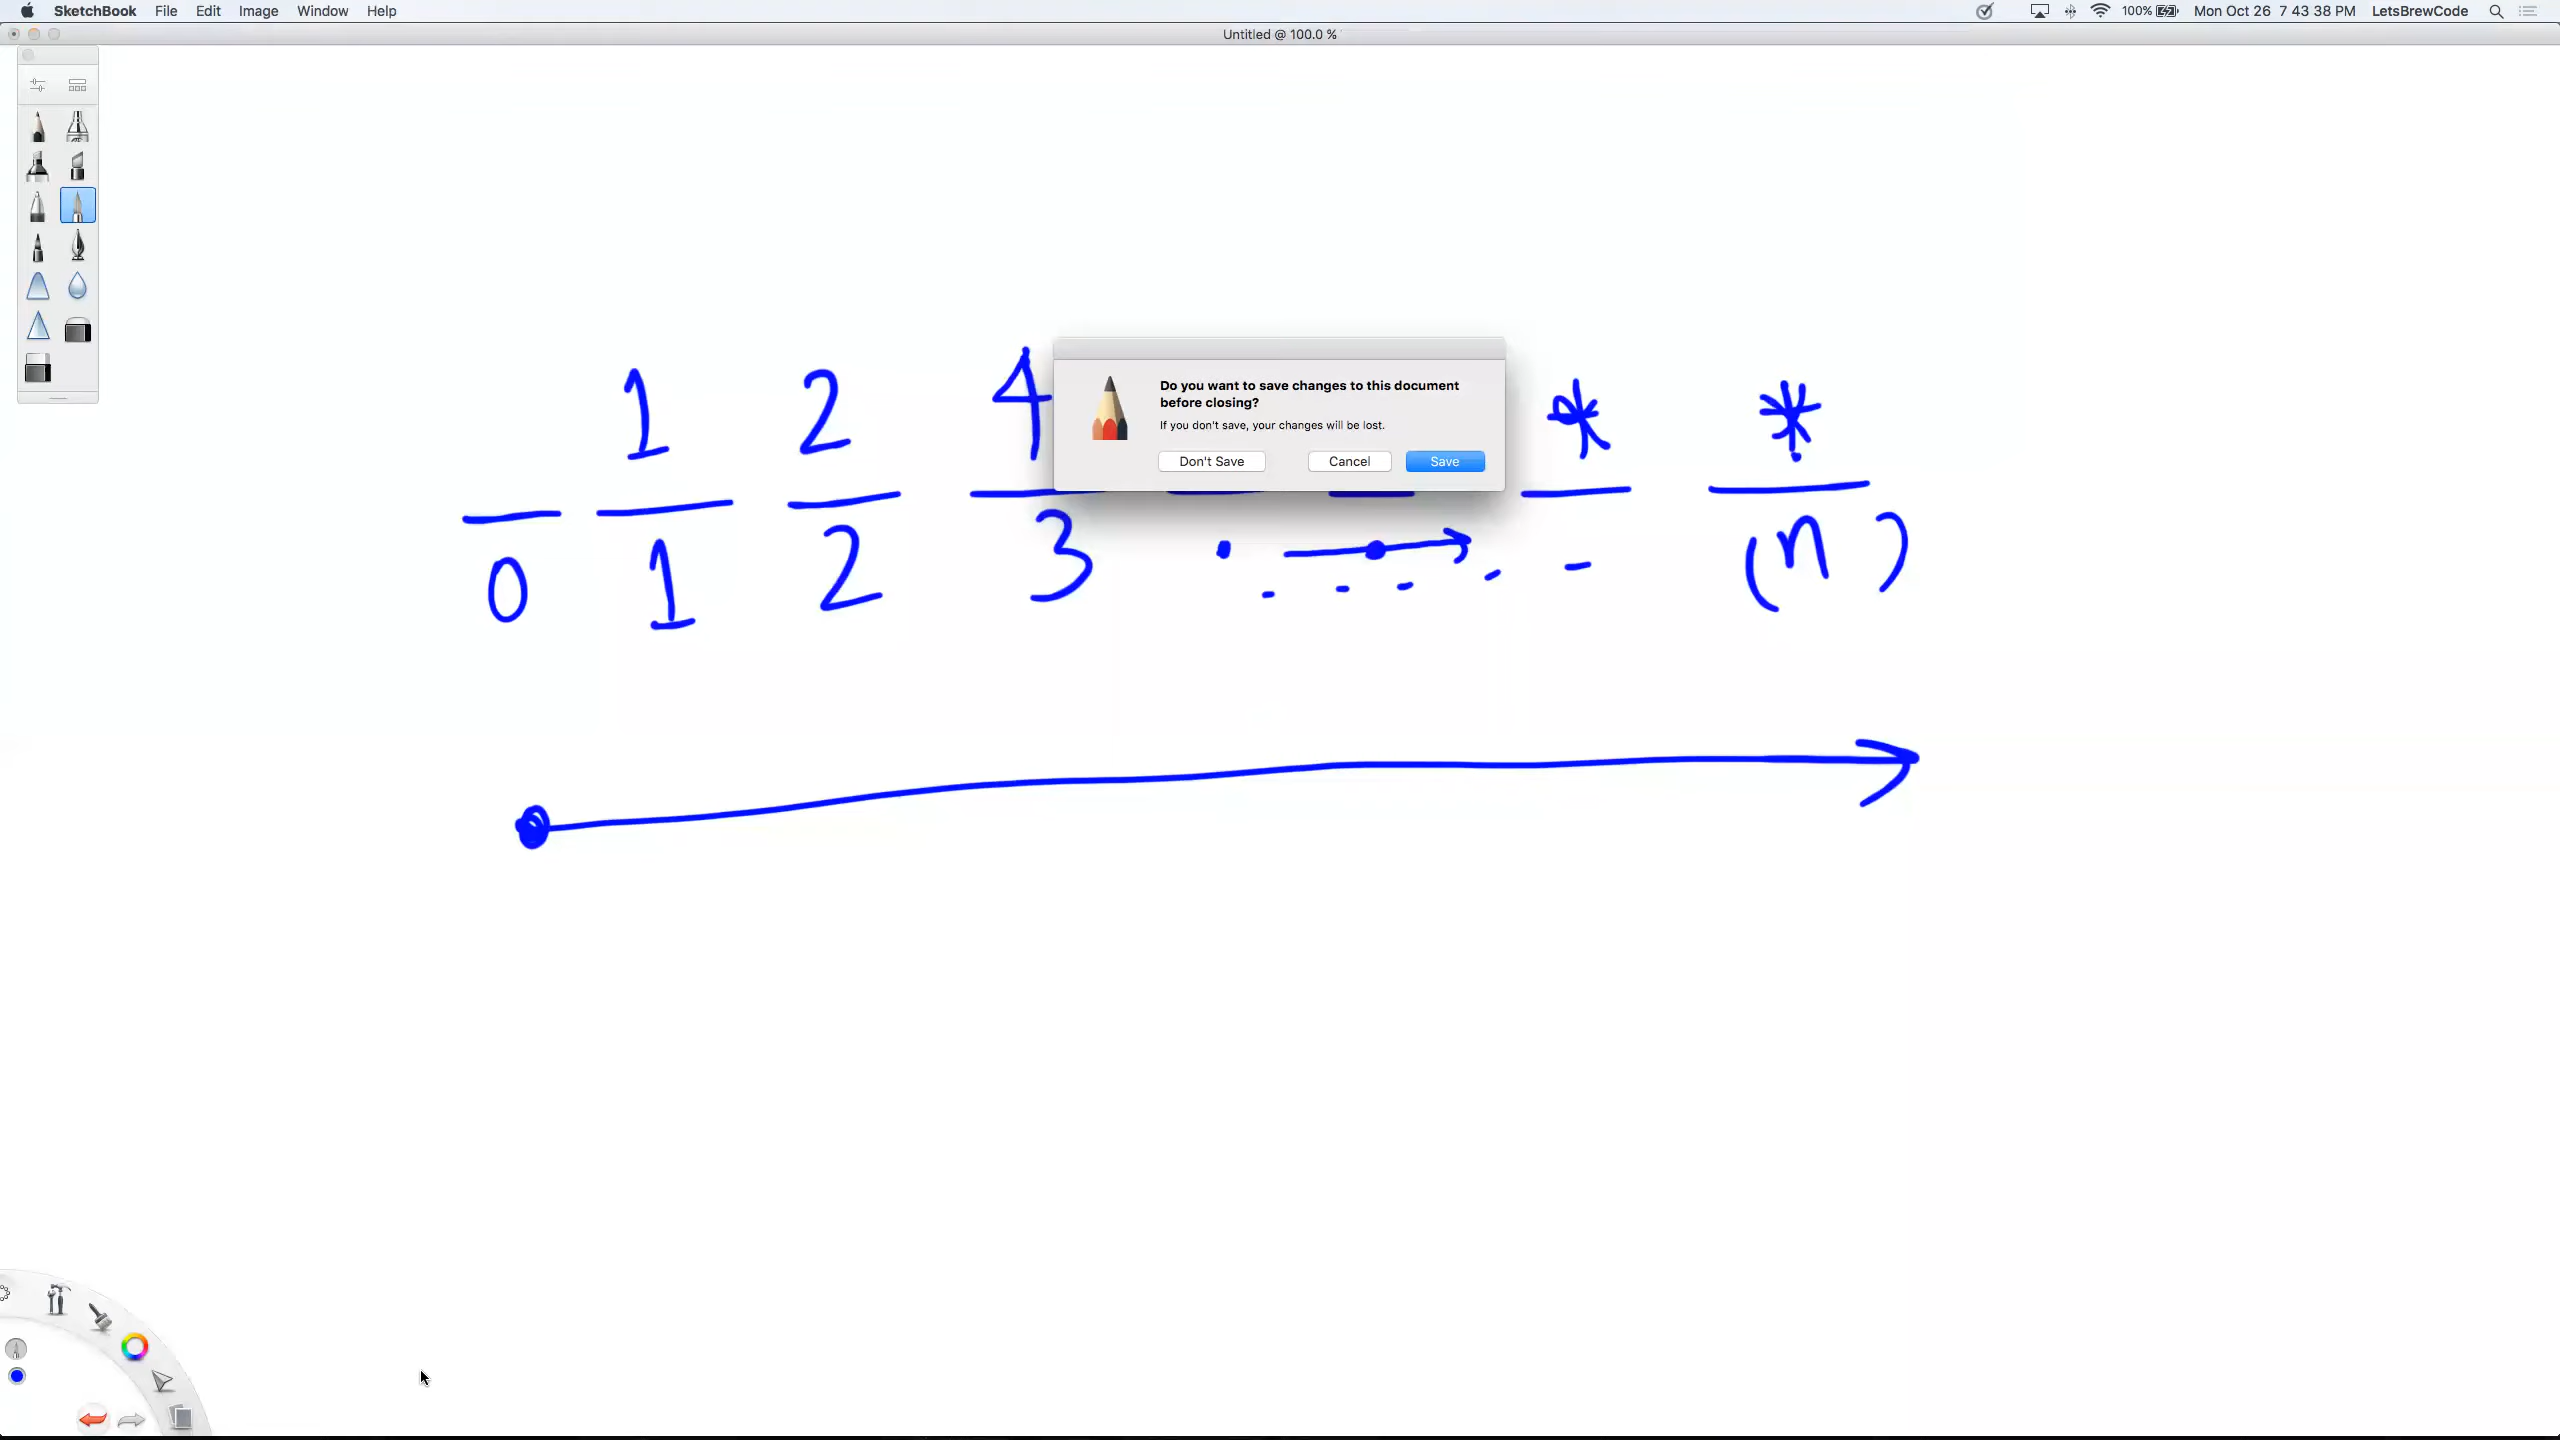 SketchBook File Edit Image Window Help 100% Mon Oct 26 7 43 38 PM LetsBrewCode
Untitled @ 100.0 %
Do you want to save changes to this document
before closing?
If you don't save, your changes will be lost.
Don't Save Cancel Save
1 2 4 * *
0 1 2 3 . . - - . - (n)